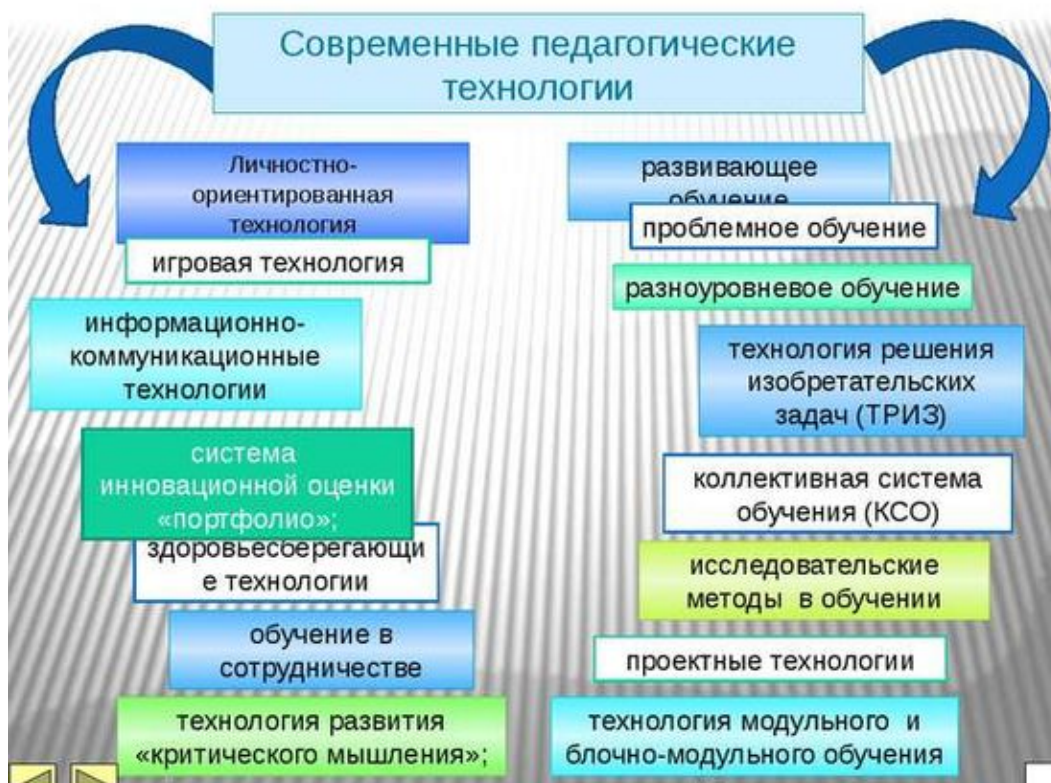 Современные педагогические
технологии
Личностно-
ориентированная
технология
игровая технология
информационно-
коммуникационные
технологии
система
инновационной оценки
«портфолио»;
здоровьесберегающи
е технологии
обучение в
сотрудничестве
технология развития
«критического мышления»;
развивающее
обучение
проблемное обучение
разноуровневое обучение
технология решения
изобретательских
задач (ТРИЗ)
коллективная система
обучения (КСО)
исследовательские
методы в обучении
проектные технологии
технология модульного и
блочно-модульного обучения